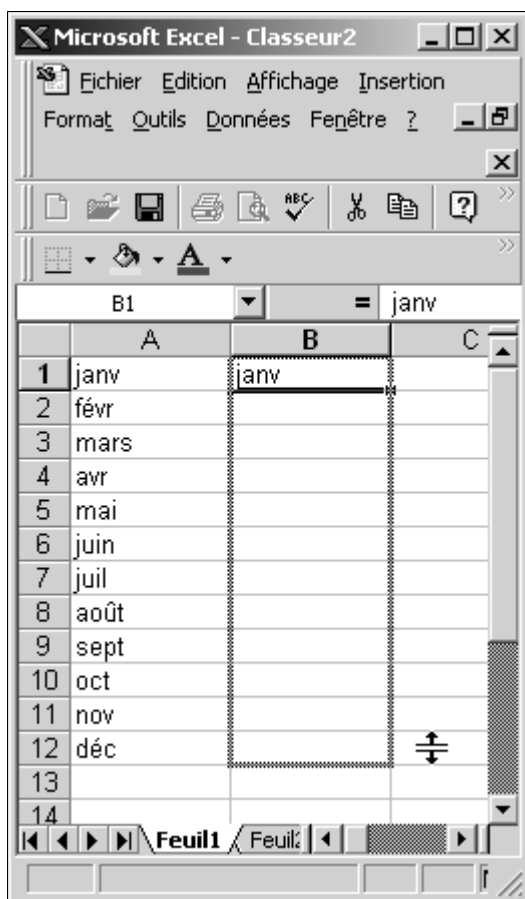 Microsoft Excel - Classeur2
Fichier Edition Affichage Insertion
Format Outils Données Fenêtre ?
ABC
A
B1 = janv
A B C
1 janv janv
2 févr
3 mars
4 avr
5 mai
6 juin
7 juil
8 août
9 sept
10 oct
11 nov
12 déc
13
14
Feuil1